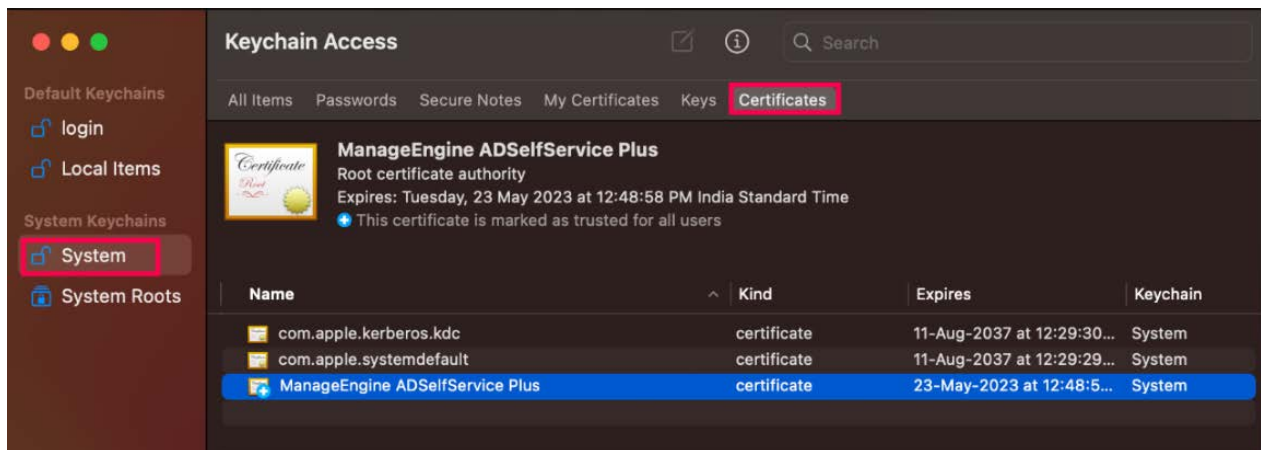 Keychain Access
Search
Default Keychains
login
Local Items
System Keychains
System
System Roots
All Items Passwords Secure Notes My Certificates Keys Certificates
Certificate
Root
ManageEngine ADSelfService Plus
Root certificate authority
Expires: Tuesday, 23 May 2023 at 12:48:58 PM India Standard Time
This certificate is marked as trusted for all users
Name Kind Expires Keychain
com.apple.kerberos.kdc certificate 11-Aug-2037 at 12:29:30... System
com.apple.systemdefault certificate 11-Aug-2037 at 12:29:29... System
ManageEngine ADSelfService Plus certificate 23-May-2023 at 12:48:5... System